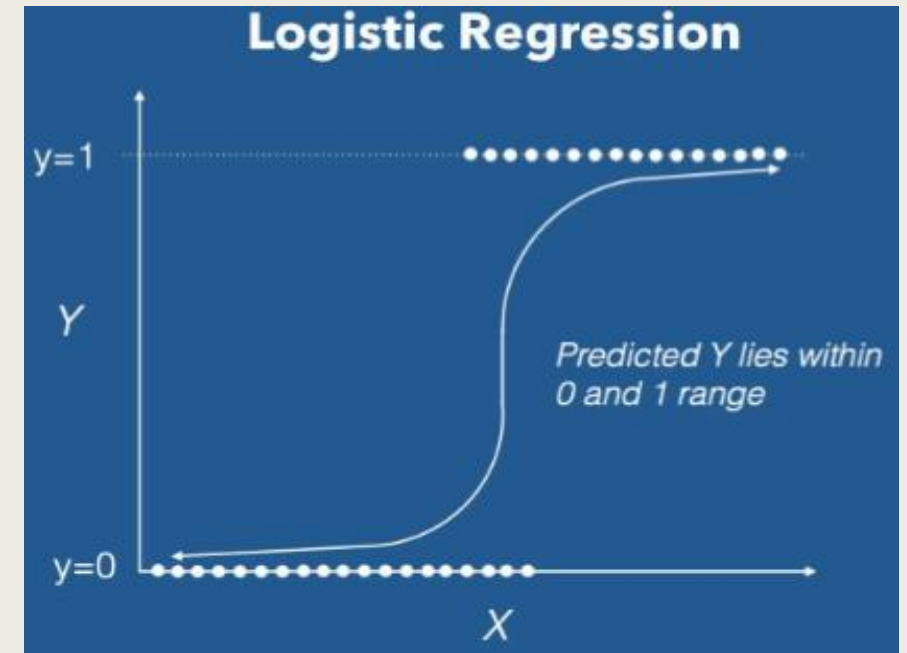 Logistic Regression
y=1
Y
Predicted Y lies within
0 and 1 range
y=0
X